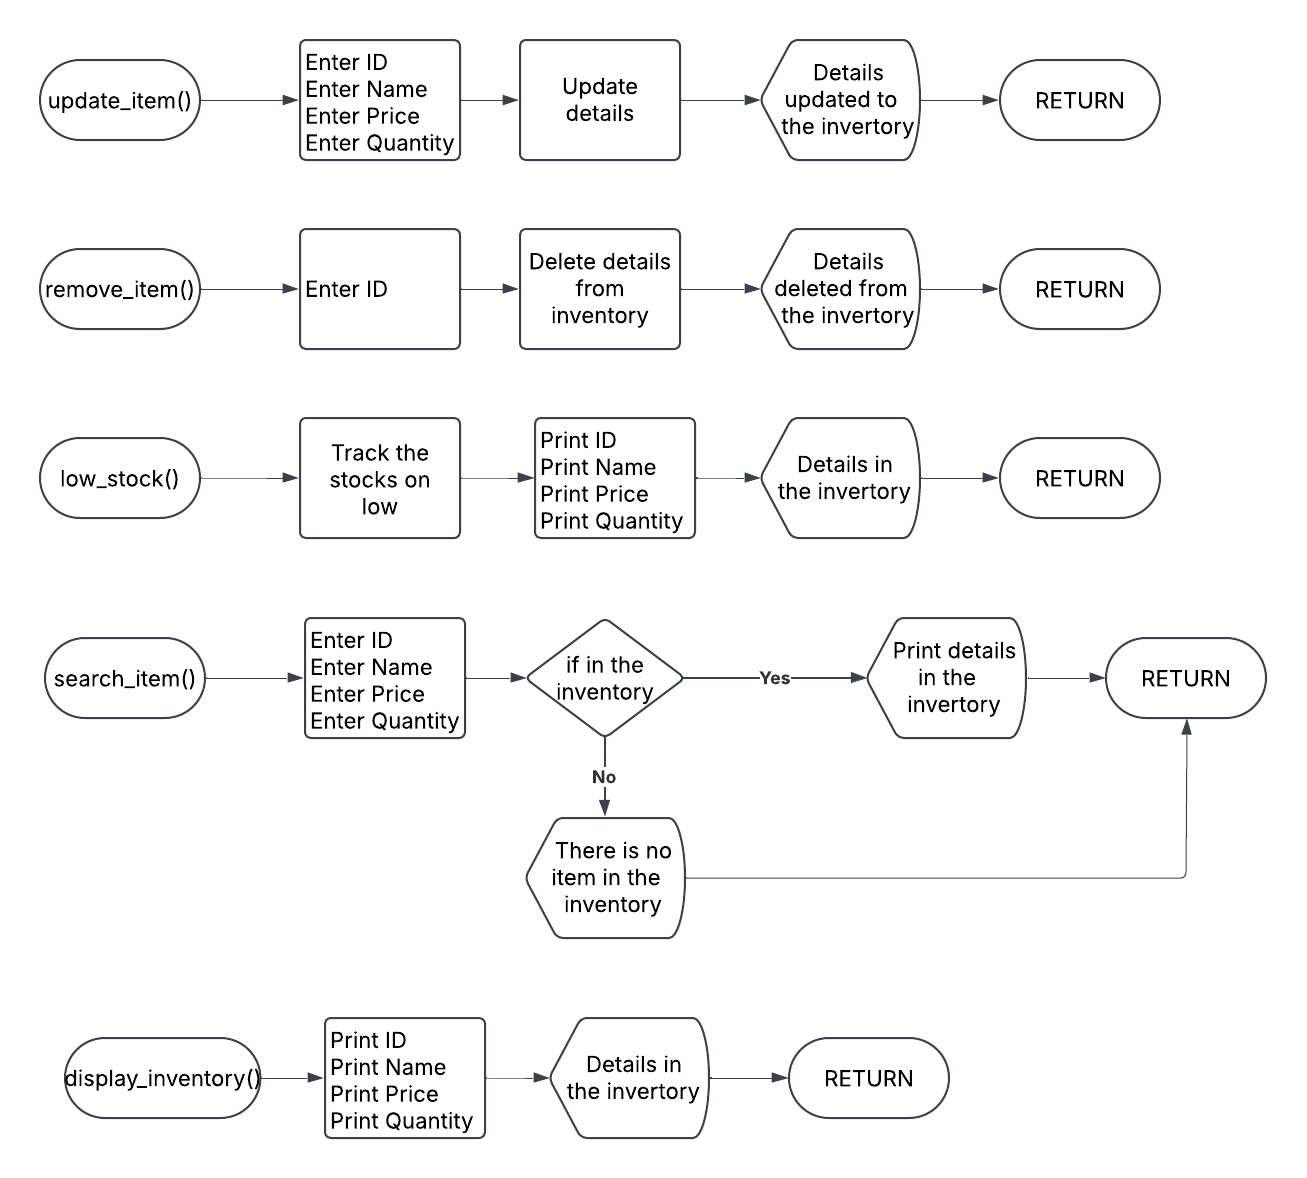 update_item()
Enter ID
Enter Name
Enter Price
Enter Quantity
Update
details
Details
updated to
the invertory
RETURN
remove_item()
Enter ID
Delete details
from
inventory
Details
deleted from
the invertory
RETURN
low_stock()
Track the
stocks on
low
Print ID
Print Name
Print Price
Print Quantity
Details in
the invertory
RETURN
search_item()
Enter ID
Enter Name
Enter Price
Enter Quantity
if in the
inventory
Yes
Print details
in the
invertory
RETURN
No
There is no
item in the
inventory
display_inventory()
Print ID
Print Name
Print Price
Print Quantity
Details in
the invertory
RETURN